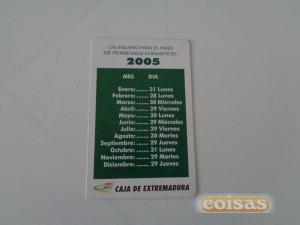 CALENDARIO PARA EL PAGO
DE PENSIONES DURANTE EL
2005
MES DIA
Enero:...... 31 Lunes
Febrero:...... 28 Lunes
Marzo:...... 30 Miércoles
Abril:...... 29 Viernes
Mayo:...... 30 Lunes
Junio:...... 29 Miércoles
Julio:...... 29 Viernes
Agosto:...... 30 Martes
Septiembre:...... 29 Jueves
Octubre:...... 31 Lunes
Noviembre:...... 29 Martes
Diciembre:...... 29 Jueves
CAJA DE EXTREMADURA
coisas